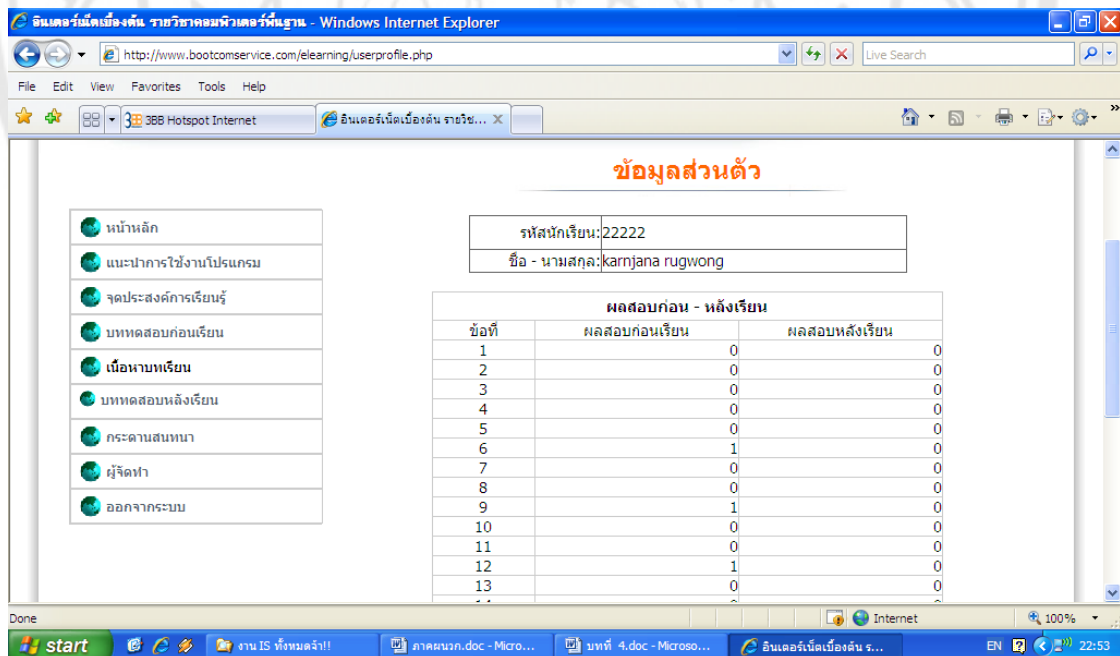 อินเตอร์เน็ตเบื้องต้น รายวิชาคอมพิวเตอร์พื้นฐาน - Windows Internet Explorer
http://www.bootcomservice.com/elearning/userprofile.php
Live Search
File Edit View Favorites Tools Help
3BB Hotspot Internet
อินเตอร์เน็ตเบื้องต้น รายวิช...
ข้อมูลส่วนตัว
หน้าหลัก
แนะนำการใช้งานโปรแกรม
จุดประสงค์การเรียนรู้
บททดสอบก่อนเรียน
เนื้อหาบทเรียน
บททดสอบหลังเรียน
กระดานสนทนา
ผู้จัดทำ
ออกจากระบบ
รหัสนักเรียน: 22222
ชื่อ - นามสกุล: karnjana rugwong
ผลสอบก่อน - หลังเรียน
ข้อที่ ผลสอบก่อนเรียน ผลสอบหลังเรียน
1 0 0
2 0 0
3 0 0
4 0 0
5 0 0
6 1 0
7 0 0
8 0 0
9 1 0
10 0 0
11 0 0
12 1 0
13 0 0
Done
Internet
100%
start
งาน IS ทั้งหมดจ้า!!
ภาคผนวก.doc - Micro...
บทที่ 4.doc - Microso...
อินเตอร์เน็ตเบื้องต้น ร...
EN
22:53